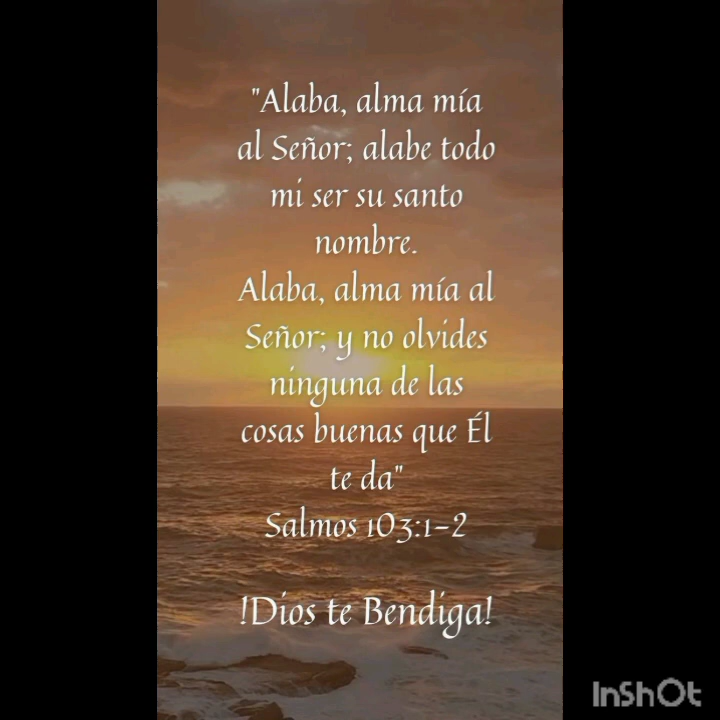 "Alaba, alma mía
al Señor; alabe todo
mi ser su santo
nombre.
Alaba, alma mía al
Señor; y no olvides
ninguna de las
cosas buenas que Él
te da"
Salmos 103:1-2
!Dios te Bendiga!
InShOt